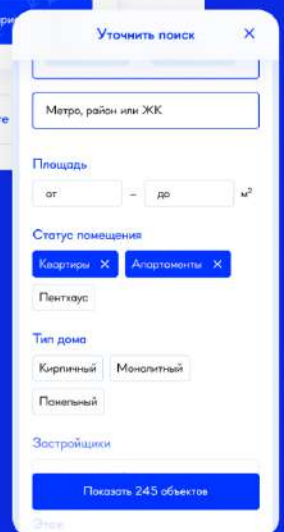 Уточнить поиск ×
Метро, район или ЖК
Площадь
от – до м²
Статус помещения
Квартиры × Апартаменты ×
Пентхаус
Тип дома
Кирпичный Монолитный
Панельный
Застройщики
Показать 245 объектов
Этаж